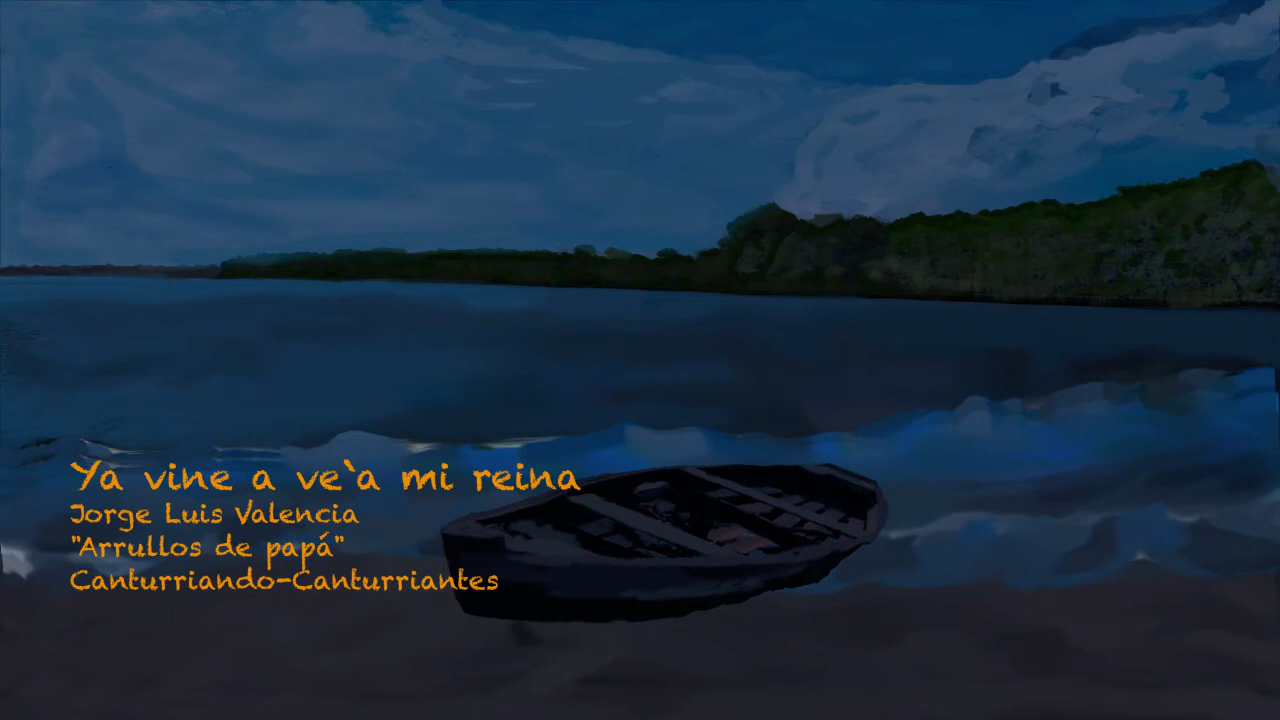 Ya vine a ve`a mi reina
Jorge Luis Valencia
"Arrullos de papá"
Canturriando-Canturriantes